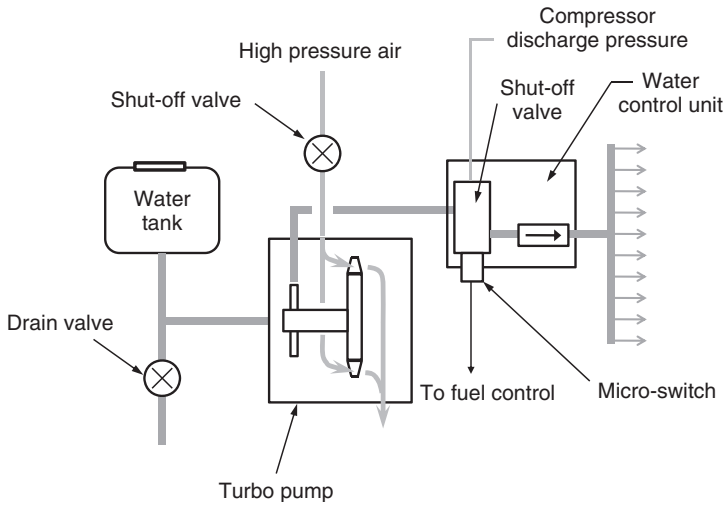 Compressor
discharge pressure
High pressure air
Shut-off valve
Shut-off
valve
Water
control unit
Water
tank
Drain valve
To fuel control
Micro-switch
Turbo pump